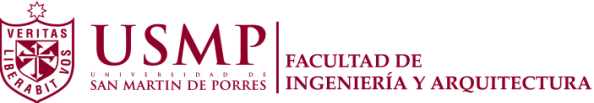 VERITAS
LIBERABIT VOS
USMP
UNIVERSIDAD DE
SAN MARTIN DE PORRES
FACULTAD DE
INGENIERÍA Y ARQUITECTURA